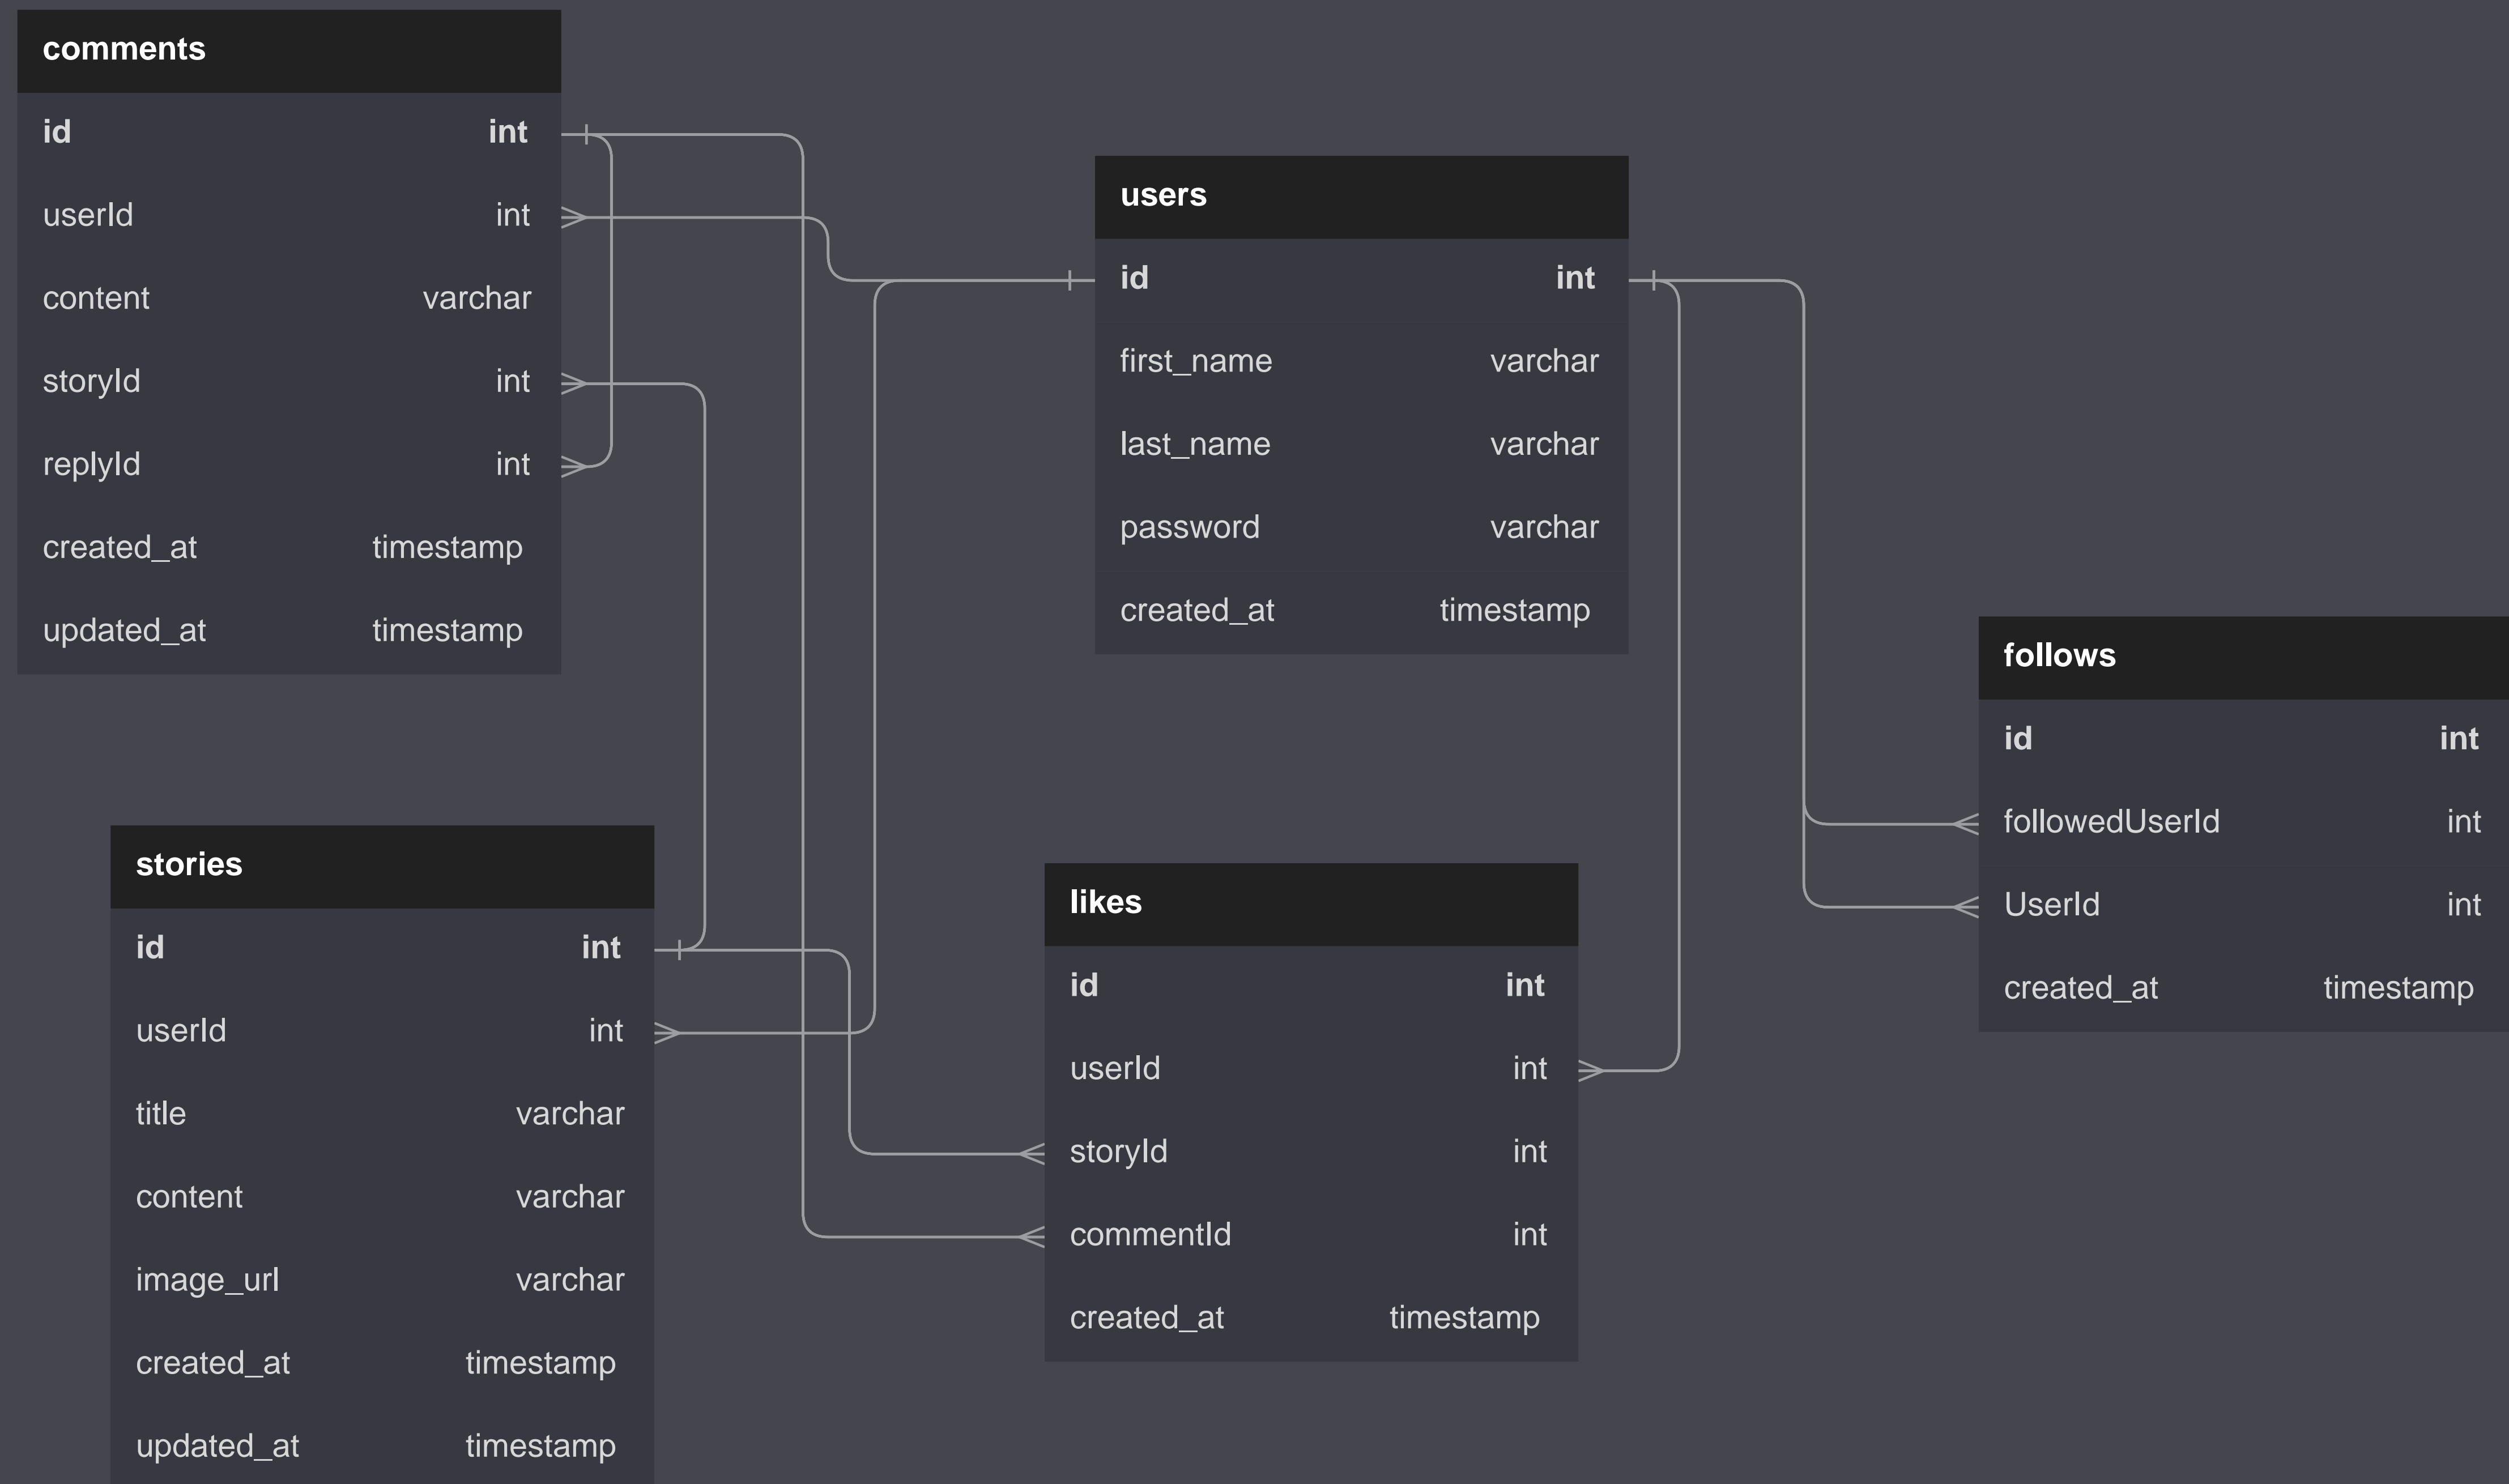 comments
id int
userId int
content varchar
storyId int
replyId int
created_at timestamp
updated_at timestamp
users
id int
first_name varchar
last_name varchar
password varchar
created_at timestamp
follows
id int
followedUserId int
UserId int
created_at timestamp
stories
id int
userId int
title varchar
content varchar
image_url varchar
created_at timestamp
updated_at timestamp
likes
id int
userId int
storyId int
commentId int
created_at timestamp